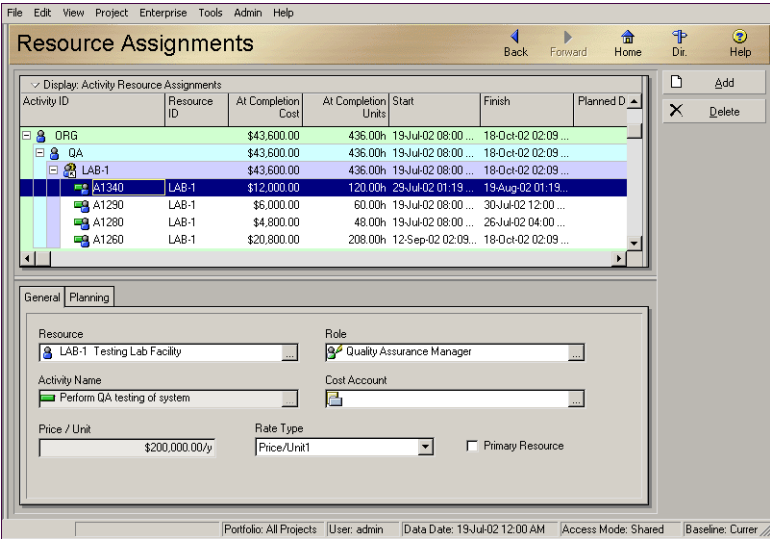 File Edit View Project Enterprise Tools Admin Help
Resource Assignments
Back Forward Home Dir. Help
Display: Activity Resource Assignments
Add
Delete
Activity ID Resource ID At Completion Cost At Completion Units Start Finish Planned D
ORG $43,600.00 436.00h 19-Jul-02 08:00 ... 18-Oct-02 02:09 ...
QA $43,600.00 436.00h 19-Jul-02 08:00 ... 18-Oct-02 02:09 ...
LAB-1 $43,600.00 436.00h 19-Jul-02 08:00 ... 18-Oct-02 02:09 ...
A1340 LAB-1 $12,000.00 120.00h 29-Jul-02 01:19 ... 19-Aug-02 01:19...
A1290 LAB-1 $6,000.00 60.00h 19-Jul-02 08:00 ... 30-Jul-02 12:00 ...
A1280 LAB-1 $4,800.00 48.00h 19-Jul-02 08:00 ... 26-Jul-02 04:00 ...
A1260 LAB-1 $20,800.00 208.00h 12-Sep-02 02:09... 18-Oct-02 02:09 ...
General Planning
Resource Role
LAB-1 Testing Lab Facility ... Quality Assurance Manager ...
Activity Name Cost Account
Perform QA testing of system ... ...
Price / Unit Rate Type
$200,000.00/y Price/Unit1 Primary Resource
Portfolio: All Projects User: admin Data Date: 19-Jul-02 12:00 AM Access Mode: Shared Baseline: Currer